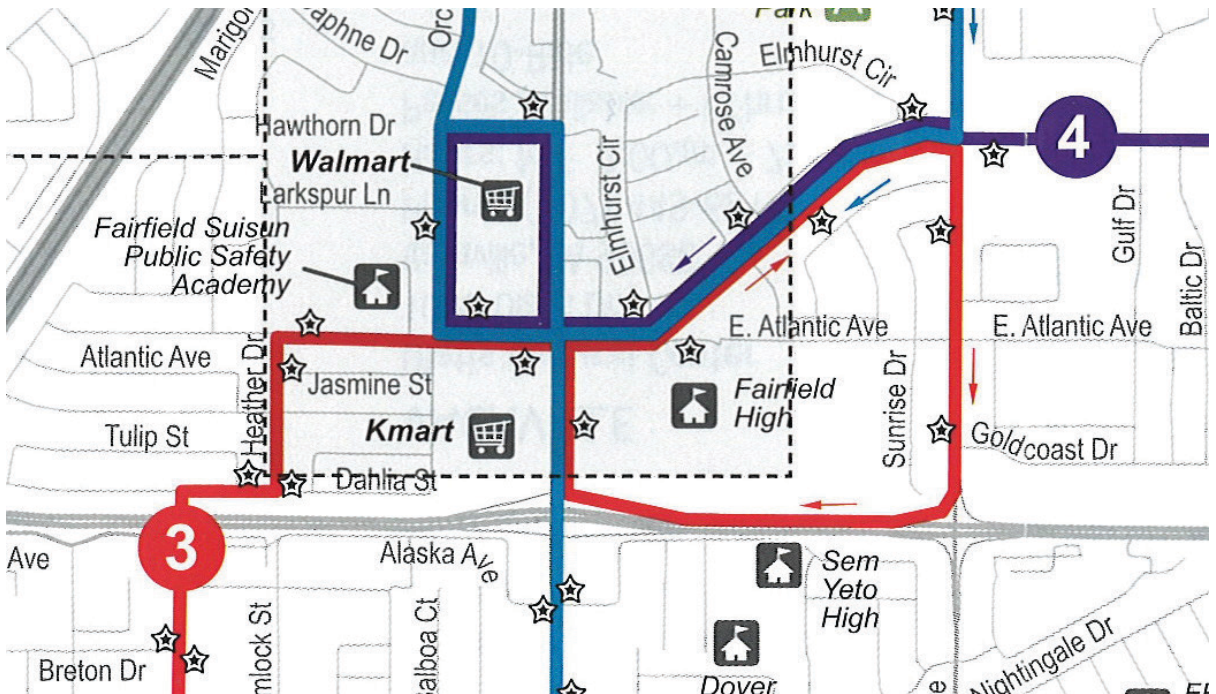 Park
Daphne Dr
Orc
Marigol
Camrose Ave
Elmhurst Cir
Hawthorn Dr
Walmart
Larkspur Ln
Elmhurst Cir
4
Gulf Dr
Baltic Dr
Fairfield Suisun
Public Safety
Academy
E. Atlantic Ave
E. Atlantic Ave
Atlantic Ave
Heather Dr
Jasmine St
Fairfield
High
Sunrise Dr
Tulip St
Kmart
Goldcoast Dr
Dahlia St
3
Ave
Alaska Ave
Sem
Yeto
High
mlock St
alboa Ct
Breton Dr
Nightingale Dr
Dover
e